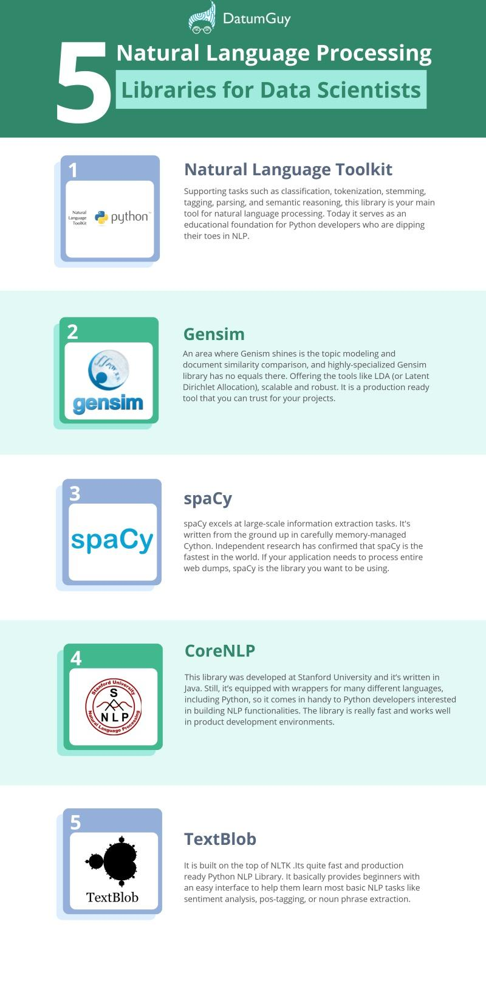 DatumGuy
5
Natural Language Processing
Libraries for Data Scientists
1
Natural
Language
ToolKit
python™
Natural Language Toolkit
Supporting tasks such as classification, tokenization, stemming,
tagging, parsing, and semantic reasoning, this library is your main
tool for natural language processing. Today it serves as an
educational foundation for Python developers who are dipping
their toes in NLP.
2
gensim
Gensim
An area where Genism shines is the topic modeling and
document similarity comparison, and highly-specialized Gensim
library has no equals there. Offering the tools like LDA (or Latent
Dirichlet Allocation), scalable and robust. It is a production ready
tool that you can trust for your projects.
3
spaCy
spaCy
spaCy excels at large-scale information extraction tasks. It's
written from the ground up in carefully memory-managed
Cython. Independent research has confirmed that spaCy is the
fastest in the world. If your application needs to process entire
web dumps, spaCy is the library you want to be using.
4
Stanford University
S
NLP
Natural Language Processing
CoreNLP
This library was developed at Stanford University and it’s written in
Java. Still, it’s equipped with wrappers for many different languages,
including Python, so it comes in handy to Python developers interested
in building NLP functionalities. The library is really fast and works well
in product development environments.
5
TextBlob
TextBlob
It is built on the top of NLTK .Its quite fast and production
ready Python NLP Library. It basically provides beginners with
an easy interface to help them learn most basic NLP tasks like
sentiment analysis, pos-tagging, or noun phrase extraction.